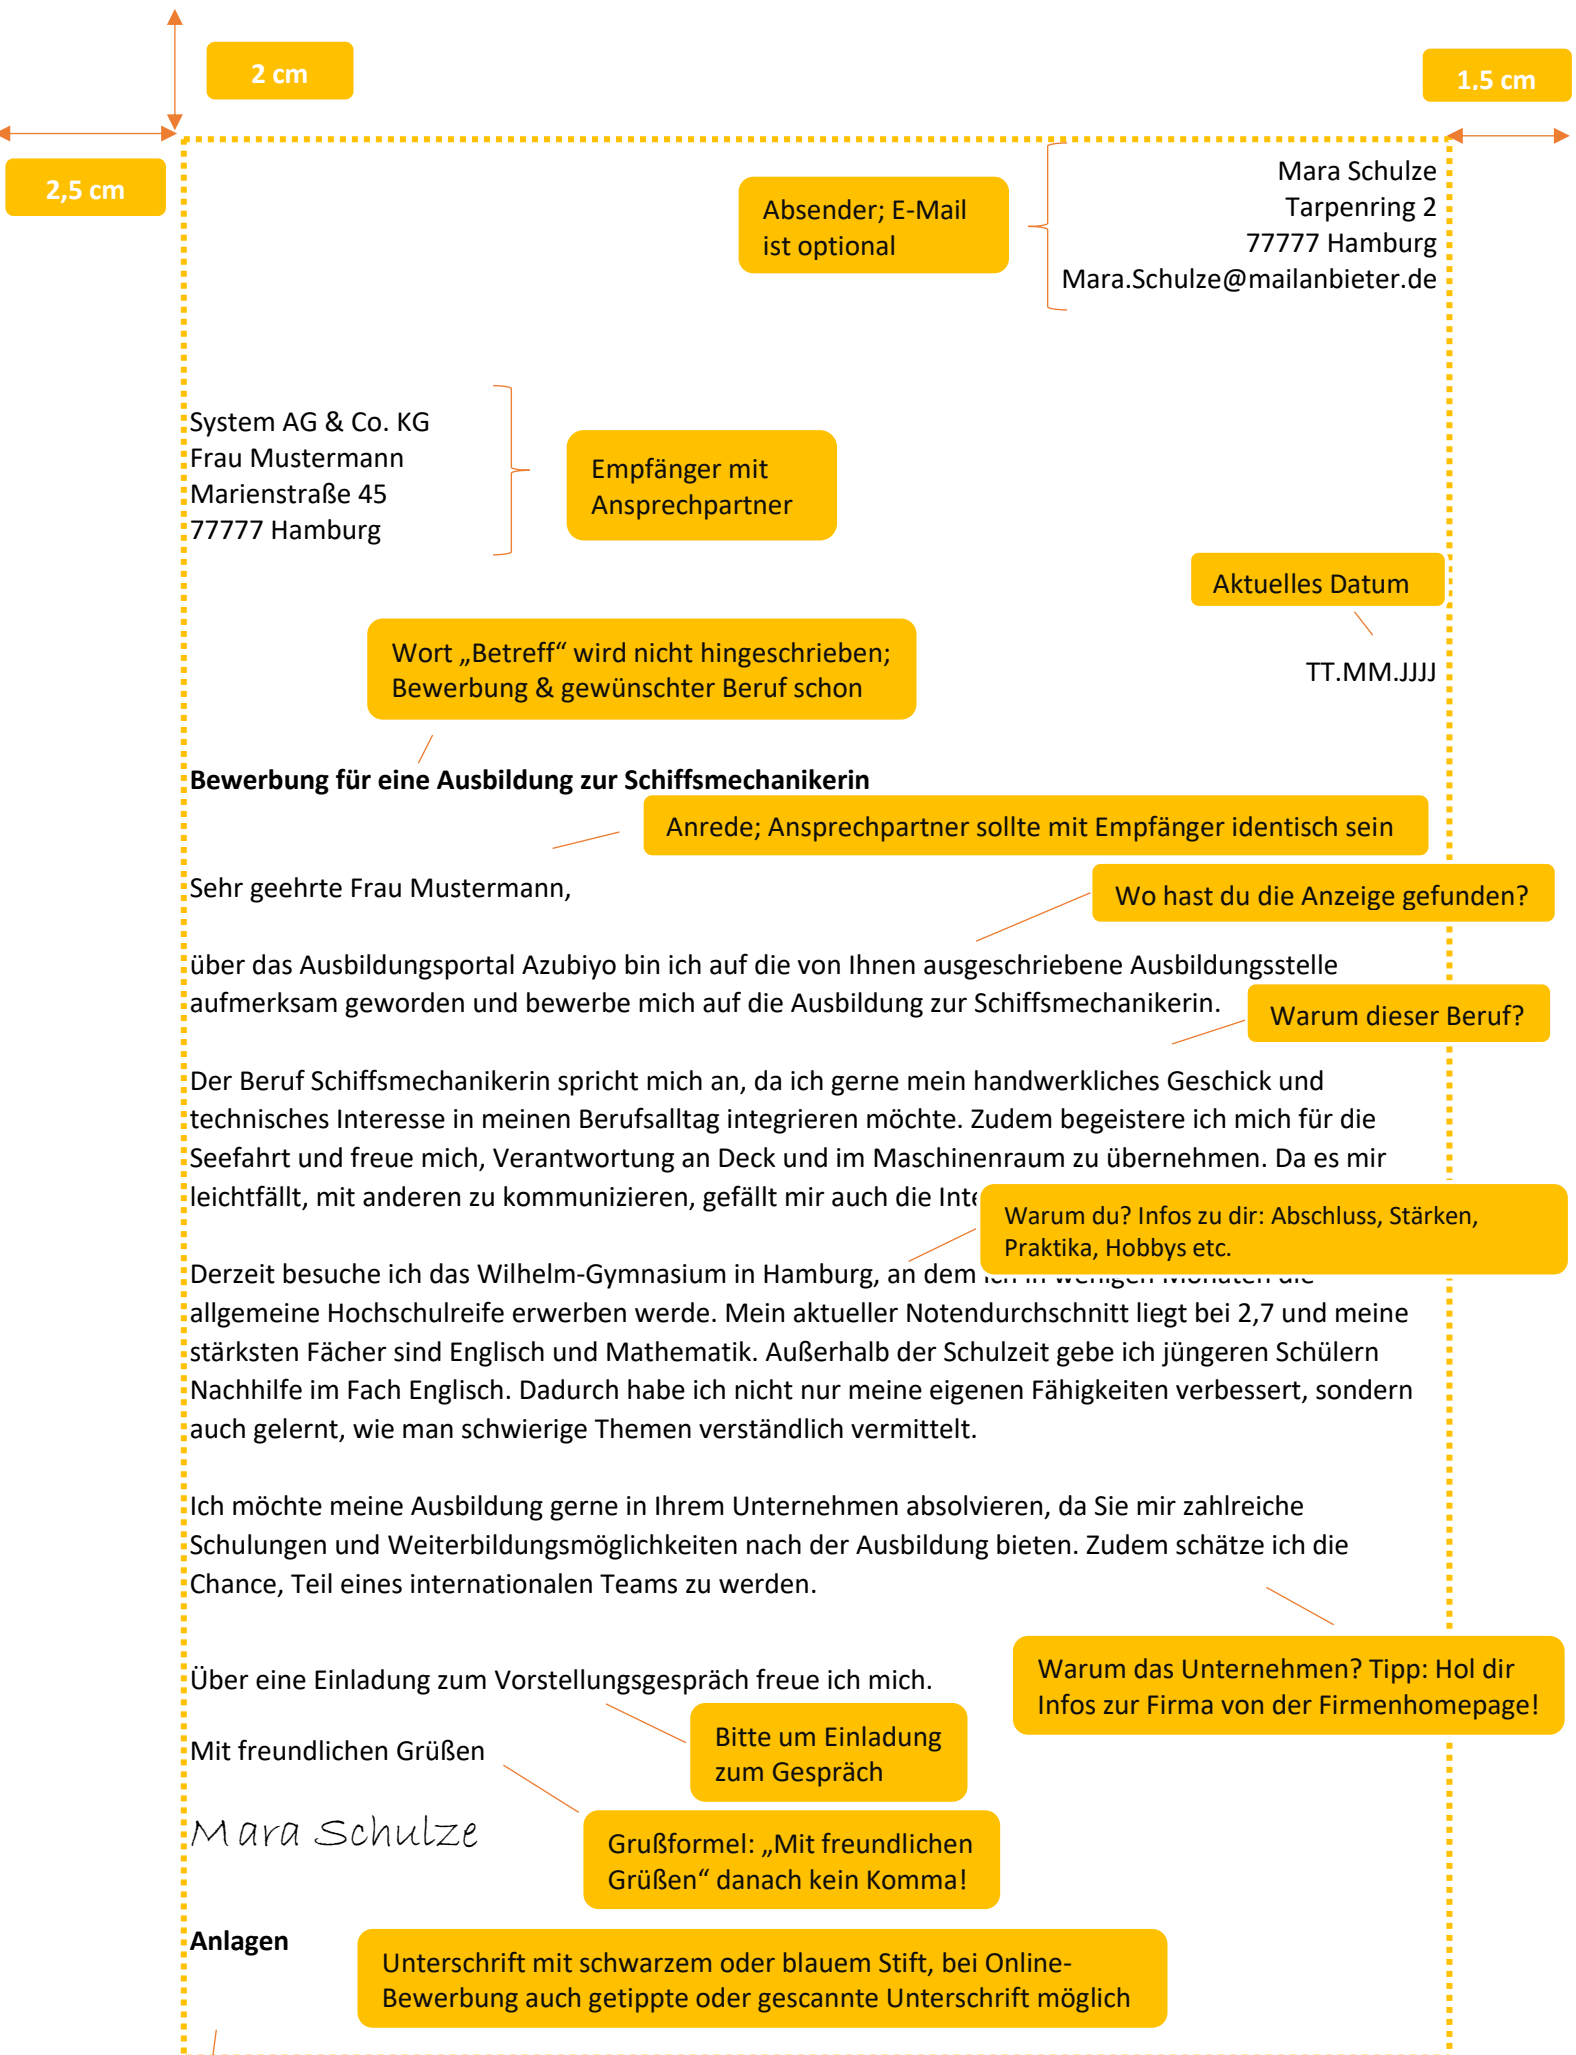 2 cm
1,5 cm
2,5 cm
Mara Schulze
Tarpenring 2
77777 Hamburg
Mara.Schulze@mailanbieter.de
Absender; E-Mail
ist optional
System AG & Co. KG
Frau Mustermann
Marienstraße 45
77777 Hamburg
Empfänger mit
Ansprechpartner
Aktuelles Datum
TT.MM.JJJJ
Wort „Betreff“ wird nicht hingeschrieben;
Bewerbung & gewünschter Beruf schon
Bewerbung für eine Ausbildung zur Schiffsmechanikerin
Anrede; Ansprechpartner sollte mit Empfänger identisch sein
Sehr geehrte Frau Mustermann,
Wo hast du die Anzeige gefunden?
über das Ausbildungsportal Azubiyo bin ich auf die von Ihnen ausgeschriebene Ausbildungsstelle
aufmerksam geworden und bewerbe mich auf die Ausbildung zur Schiffsmechanikerin.
Warum dieser Beruf?
Der Beruf Schiffsmechanikerin spricht mich an, da ich gerne mein handwerkliches Geschick und
technisches Interesse in meinen Berufsalltag integrieren möchte. Zudem begeistere ich mich für die
Seefahrt und freue mich, Verantwortung an Deck und im Maschinenraum zu übernehmen. Da es mir
leichtfällt, mit anderen zu kommunizieren, gefällt mir auch die
Warum du? Infos zu dir: Abschluss, Stärken,
Praktika, Hobbys etc.
Derzeit besuche ich das Wilhelm-Gymnasium in Hamburg, an dem ich in wenigen Monaten die
allgemeine Hochschulreife erwerben werde. Mein aktueller Notendurchschnitt liegt bei 2,7 und meine
stärksten Fächer sind Englisch und Mathematik. Außerhalb der Schulzeit gebe ich jüngeren Schülern
Nachhilfe im Fach Englisch. Dadurch habe ich nicht nur meine eigenen Fähigkeiten verbessert, sondern
auch gelernt, wie man schwierige Themen verständlich vermittelt.
Ich möchte meine Ausbildung gerne in Ihrem Unternehmen absolvieren, da Sie mir zahlreiche
Schulungen und Weiterbildungsmöglichkeiten nach der Ausbildung bieten. Zudem schätze ich die
Chance, Teil eines internationalen Teams zu werden.
Warum das Unternehmen? Tipp: Hol dir
Infos zur Firma von der Firmenhomepage!
Über eine Einladung zum Vorstellungsgespräch freue ich mich.
Bitte um Einladung
zum Gespräch
Mit freundlichen Grüßen
Mara Schulze
Grußformel: „Mit freundlichen
Grüßen“ danach kein Komma!
Anlagen
Unterschrift mit schwarzem oder blauem Stift, bei Online-
Bewerbung auch getippte oder gescannte Unterschrift möglich